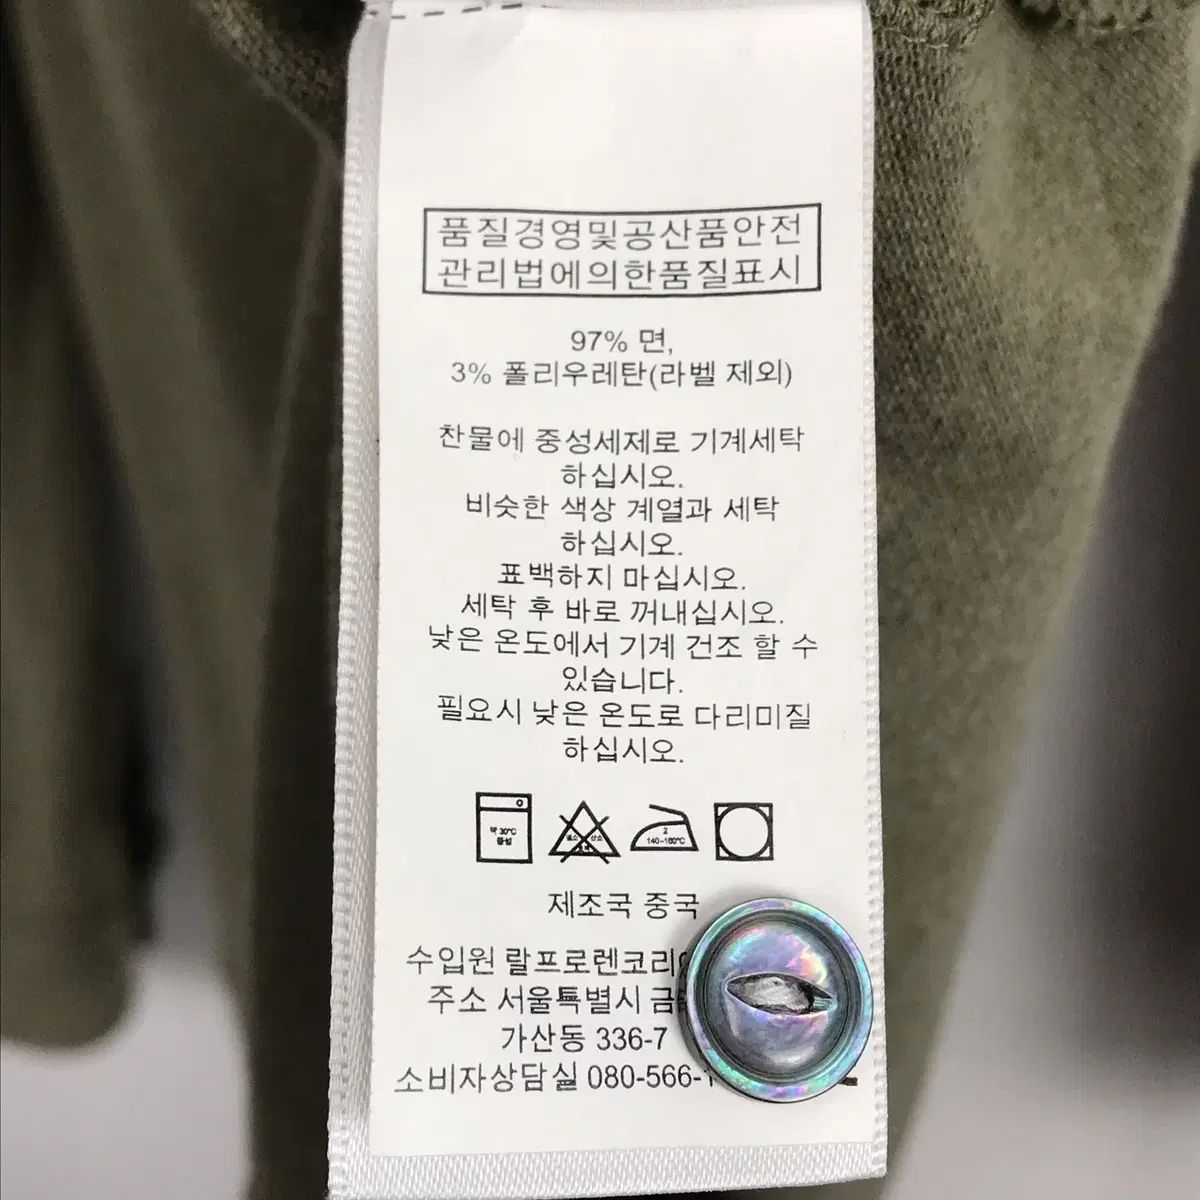 품질경영및공산품안전
관리법에의한품질표시
97% 면,
3% 폴리우레탄(라벨 제외)
찬물에 중성세제로 기계세탁
하십시오.
비슷한 색상 계열과 세탁
하십시오.
표백하지 마십시오.
세탁 후 바로 꺼내십시오.
낮은 온도에서 기계 건조 할 수
있습니다.
필요시 낮은 온도로 다리미질
하십시오.
약 30℃
중성
2
140-160℃
제조국 중국
수입원 랄프로렌코리
주소 서울특별시
가산동 336-7
소비자상담실 080-566-